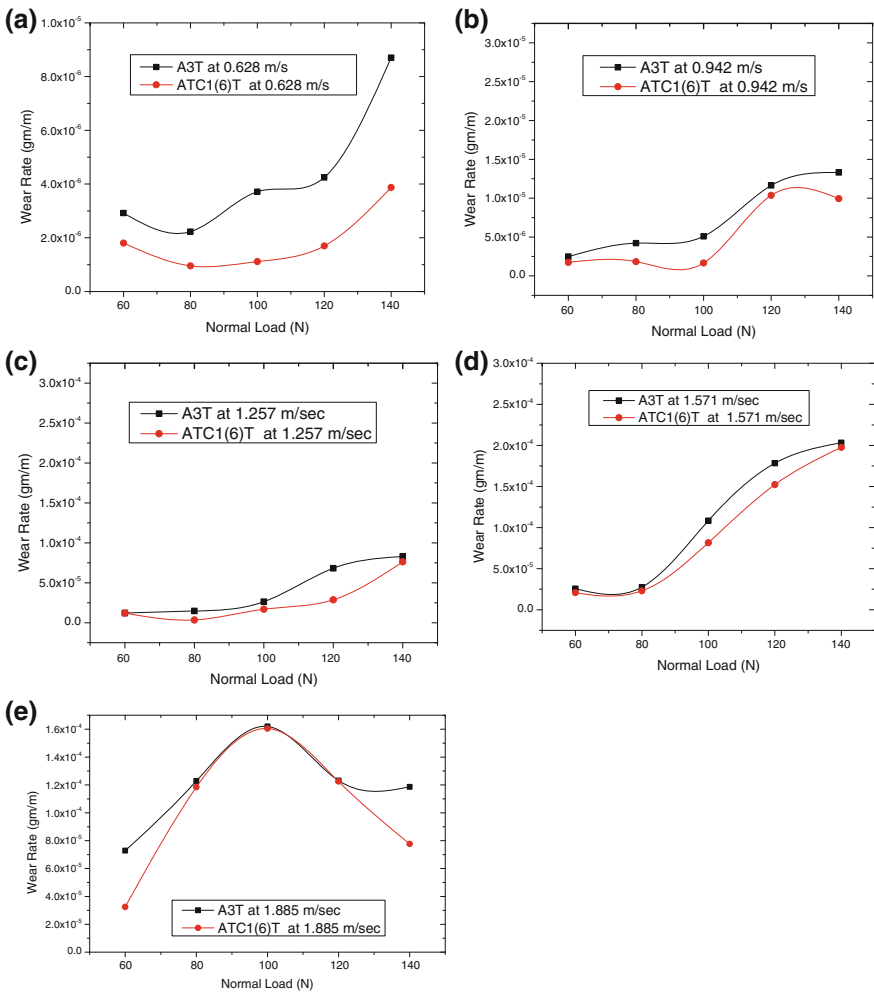 (a)
1.0x10⁻⁵
8.0x10⁻⁶
6.0x10⁻⁶
4.0x10⁻⁶
2.0x10⁻⁶
0.0
Wear Rate (gm/m)
A3T at 0.628 m/s
ATC1(6)T at 0.628 m/s
60 80 100 120 140
Normal Load (N)
(b)
3.0x10⁻⁵
2.5x10⁻⁵
2.0x10⁻⁵
1.5x10⁻⁵
1.0x10⁻⁵
5.0x10⁻⁶
0.0
Wear Rate (gm/m)
A3T at 0.942 m/s
ATC1(6)T at 0.942 m/s
60 80 100 120 140
Normal Load (N)
(c)
3.0x10⁻⁴
2.5x10⁻⁴
2.0x10⁻⁴
1.5x10⁻⁴
1.0x10⁻⁴
5.0x10⁻⁵
0.0
Wear Rate (gm/m)
A3T at 1.257 m/sec
ATC1(6)T at 1.257 m/sec
60 80 100 120 140
Normal Load (N)
(d)
3.0x10⁻⁴
2.5x10⁻⁴
2.0x10⁻⁴
1.5x10⁻⁴
1.0x10⁻⁴
5.0x10⁻⁵
0.0
Wear Rate (gm/m)
A3T at 1.571 m/sec
ATC1(6)T at 1.571 m/sec
60 80 100 120 140
Normal Load (N)
(e)
1.6x10⁻⁴
1.2x10⁻⁴
1.2x10⁻⁴
8.0x10⁻⁵
4.0x10⁻⁵
2.0x10⁻⁵
0.0
Wear Rate (gm/m)
A3T at 1.885 m/sec
ATC1(6)T at 1.885 m/sec
60 80 100 120 140
Normal Load (N)